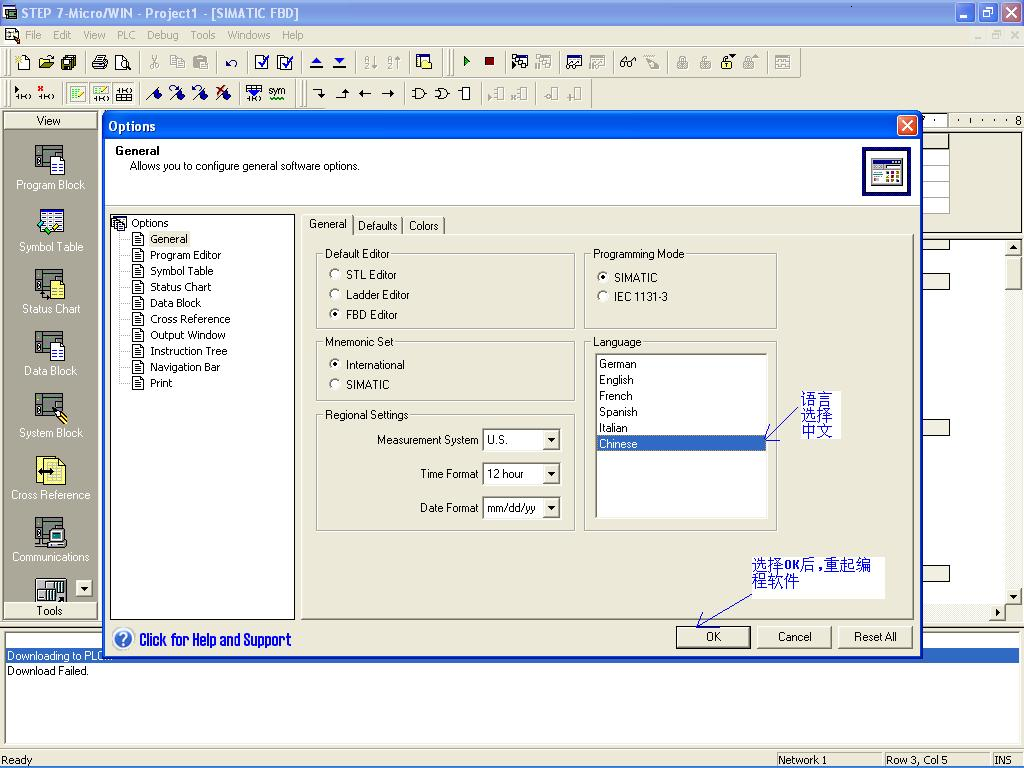 STEP 7-Micro/WIN - Project1 - [SIMATIC FBD]
File Edit View PLC Debug Tools Windows Help
sym
View
8
Program Block
Symbol Table
Status Chart
Data Block
System Block
Cross Reference
Communications
Tools
Options
General
Allows you to configure general software options.
Options
General
Program Editor
Symbol Table
Status Chart
Data Block
Cross Reference
Output Window
Instruction Tree
Navigation Bar
Print
General Defaults Colors
Default Editor
STL Editor
Ladder Editor
FBD Editor
Mnemonic Set
International
SIMATIC
Regional Settings
Measurement System U.S.
Time Format 12 hour
Date Format mm/dd/yy
Programming Mode
SIMATIC
IEC 1131-3
Language
German
English
French
Spanish
Italian
Chinese
语言
选择
中文
选择OK后,重起编
程软件
Click for Help and Support
OK Cancel Reset All
Downloading to PLC...
Download Failed.
Ready Network 1 Row 3, Col 5 INS